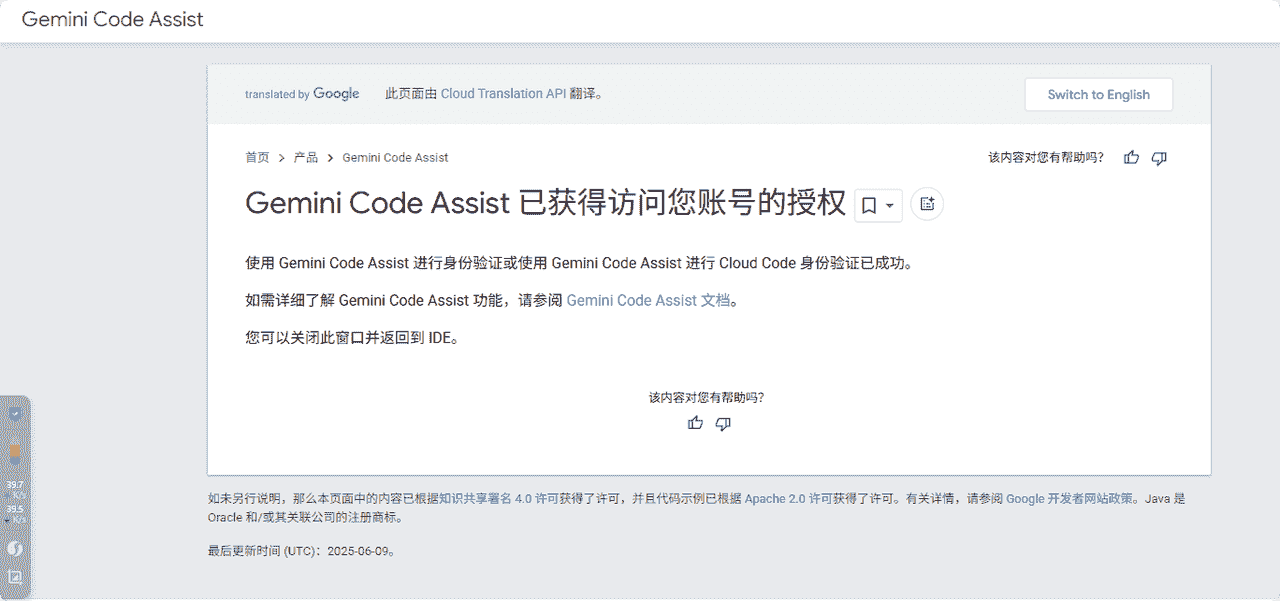 Gemini Code Assist
translated by Google 此页面由 Cloud Translation API 翻译。 Switch to English
首页 > 产品 > Gemini Code Assist 该内容对您有帮助吗?
Gemini Code Assist 已获得访问您账号的授权
使用 Gemini Code Assist 进行身份验证或使用 Gemini Code Assist 进行 Cloud Code 身份验证已成功。
如需详细了解 Gemini Code Assist 功能，请参阅 Gemini Code Assist 文档。
您可以关闭此窗口并返回到 IDE。
该内容对您有帮助吗?
39.7
K/s
39.5
K/s
如未另行说明，那么本页面中的内容已根据知识共享署名 4.0 许可获得了许可，并且代码示例已根据 Apache 2.0 许可获得了许可。有关详情，请参阅 Google 开发者网站政策。Java 是
Oracle 和/或其关联公司的注册商标。
最后更新时间 (UTC)：2025-06-09。